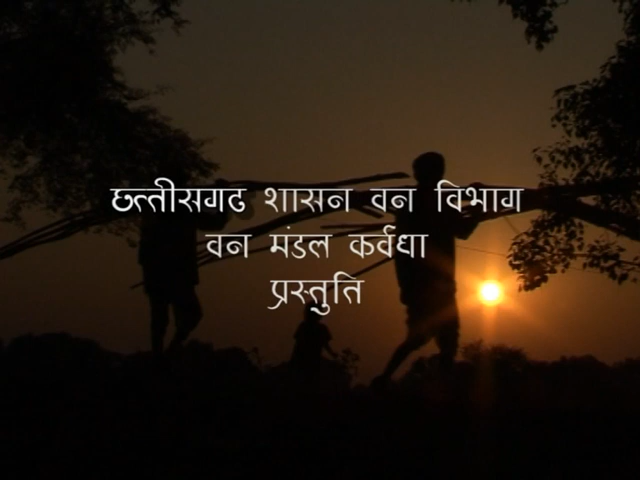 छत्तीसगढ शासन वन विभाग
वन मंडल कर्वधा
प्रस्तुति